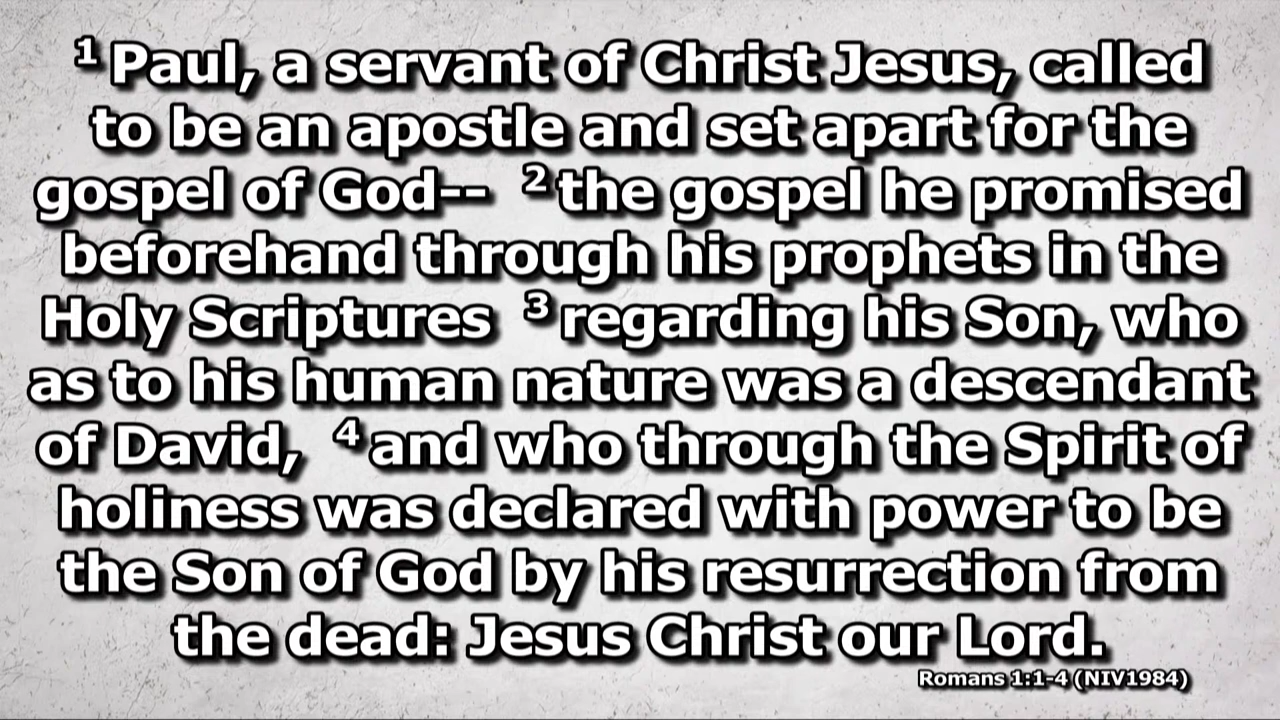 ¹ Paul, a servant of Christ Jesus, called
to be an apostle and set apart for the
gospel of God-- ² the gospel he promised
beforehand through his prophets in the
Holy Scriptures ³ regarding his Son, who
as to his human nature was a descendant
of David, ⁴ and who through the Spirit of
holiness was declared with power to be
the Son of God by his resurrection from
the dead: Jesus Christ our Lord.
Romans 1:1-4 (NIV1984)